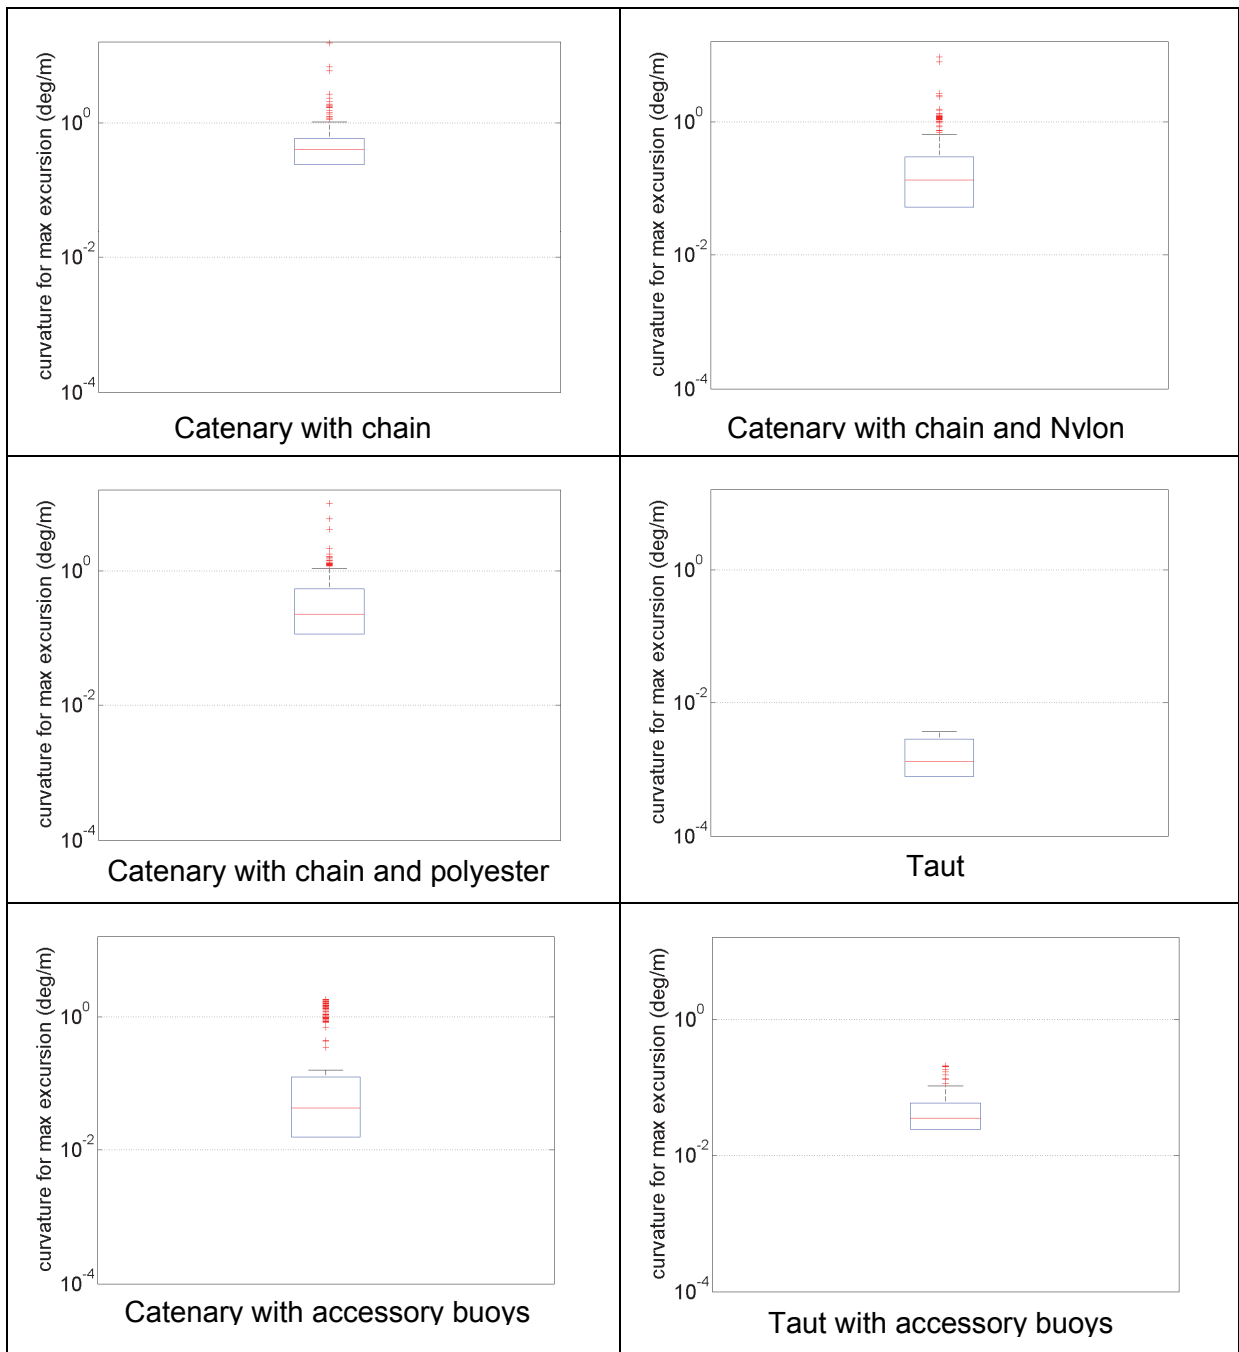 curvature for max excursion (deg/m)
10^0
10^-2
10^-4
Catenary with chain
curvature for max excursion (deg/m)
10^0
10^-2
10^-4
Catenary with chain and Nylon
curvature for max excursion (deg/m)
10^0
10^-2
10^-4
Catenary with chain and polyester
curvature for max excursion (deg/m)
10^0
10^-2
10^-4
Taut
curvature for max excursion (deg/m)
10^0
10^-2
10^-4
Catenary with accessory buoys
curvature for max excursion (deg/m)
10^0
10^-2
10^-4
Taut with accessory buoys